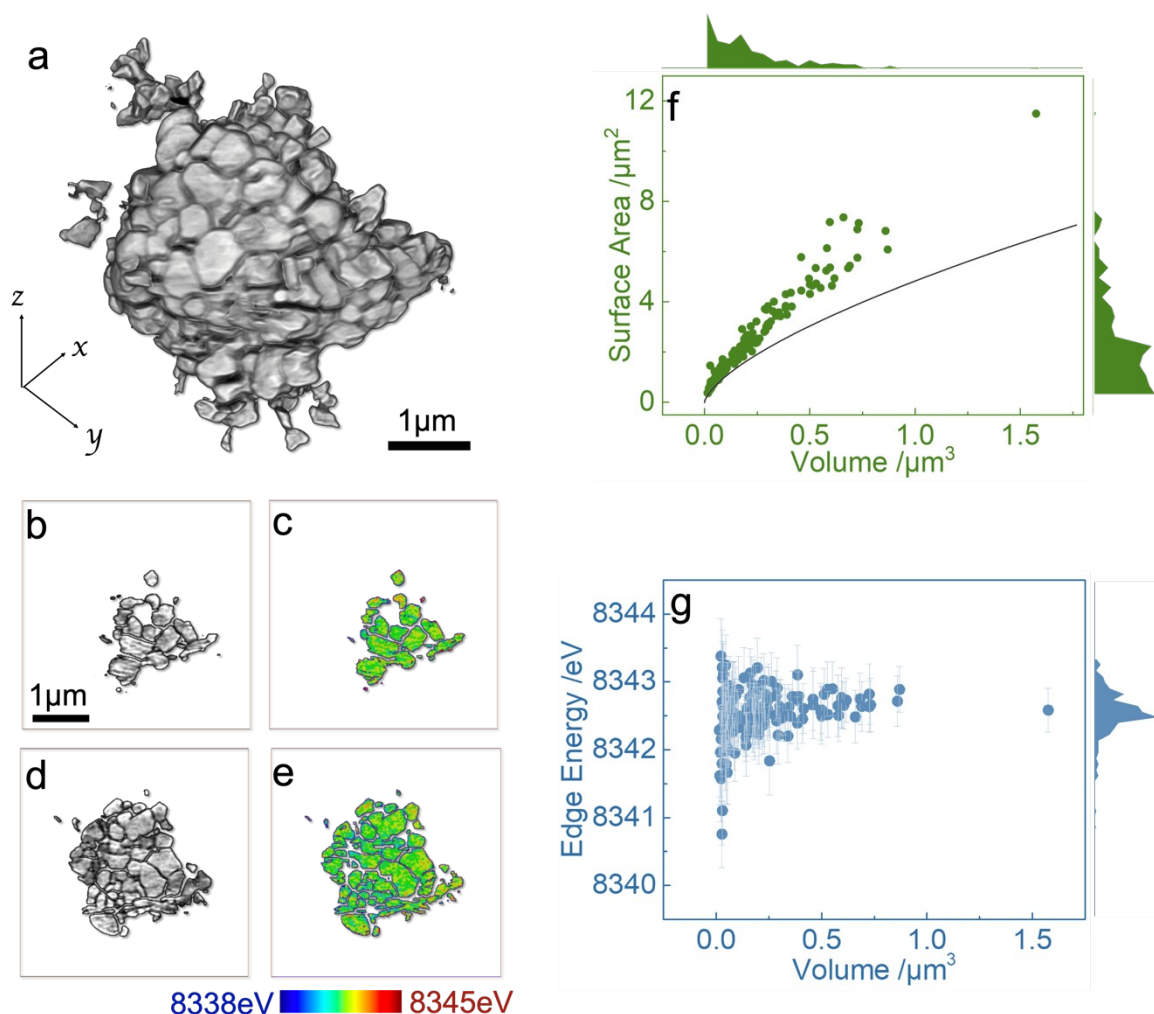 a
z
x
y
1μm
b
c
1μm
d
e
8338eV
8345eV
f
12
8
4
0
Surface Area /μm²
0.0
0.5
1.0
1.5
Volume /μm³
g
8344
8343
8342
8341
8340
Edge Energy /eV
0.0
0.5
1.0
1.5
Volume /μm³